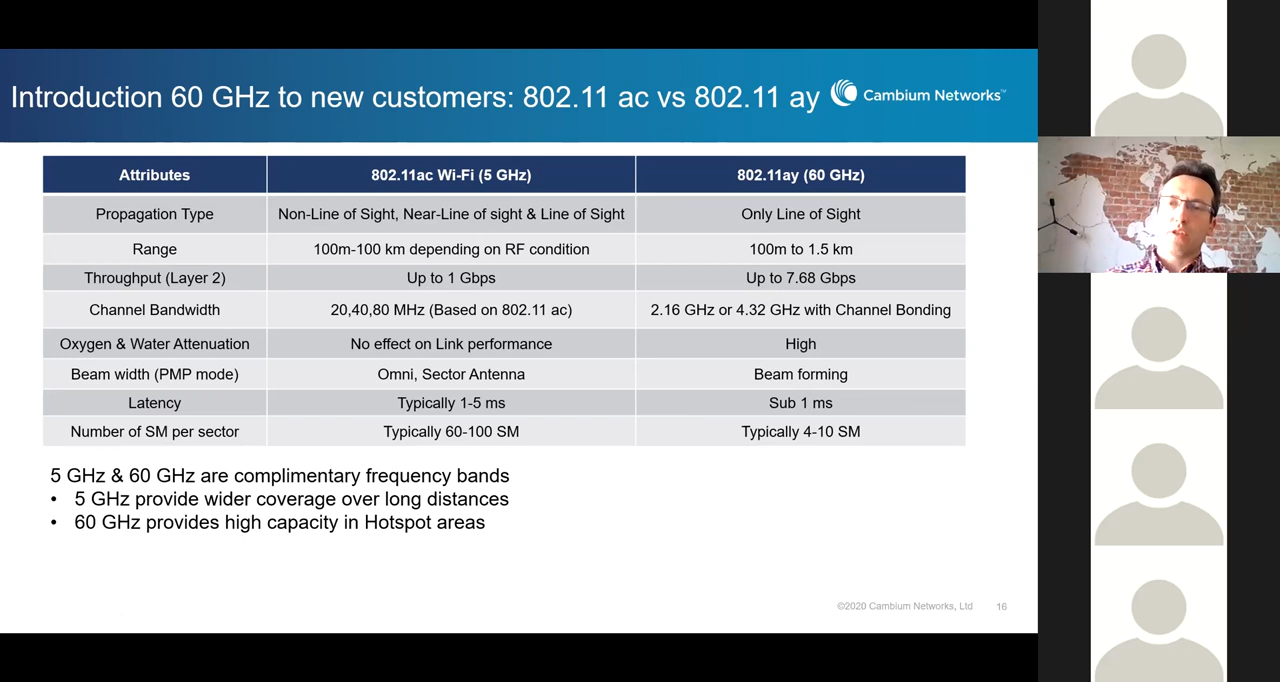 Introduction 60 GHz to new customers: 802.11 ac vs 802.11 ay
Cambium Networks™
Attributes 802.11ac Wi-Fi (5 GHz) 802.11ay (60 GHz)
Propagation Type Non-Line of Sight, Near-Line of sight & Line of Sight Only Line of Sight
Range 100m-100 km depending on RF condition 100m to 1.5 km
Throughput (Layer 2) Up to 1 Gbps Up to 7.68 Gbps
Channel Bandwidth 20,40,80 MHz (Based on 802.11 ac) 2.16 GHz or 4.32 GHz with Channel Bonding
Oxygen & Water Attenuation No effect on Link performance High
Beam width (PMP mode) Omni, Sector Antenna Beam forming
Latency Typically 1-5 ms Sub 1 ms
Number of SM per sector Typically 60-100 SM Typically 4-10 SM
5 GHz & 60 GHz are complimentary frequency bands
• 5 GHz provide wider coverage over long distances
• 60 GHz provides high capacity in Hotspot areas
©2020 Cambium Networks, Ltd 16